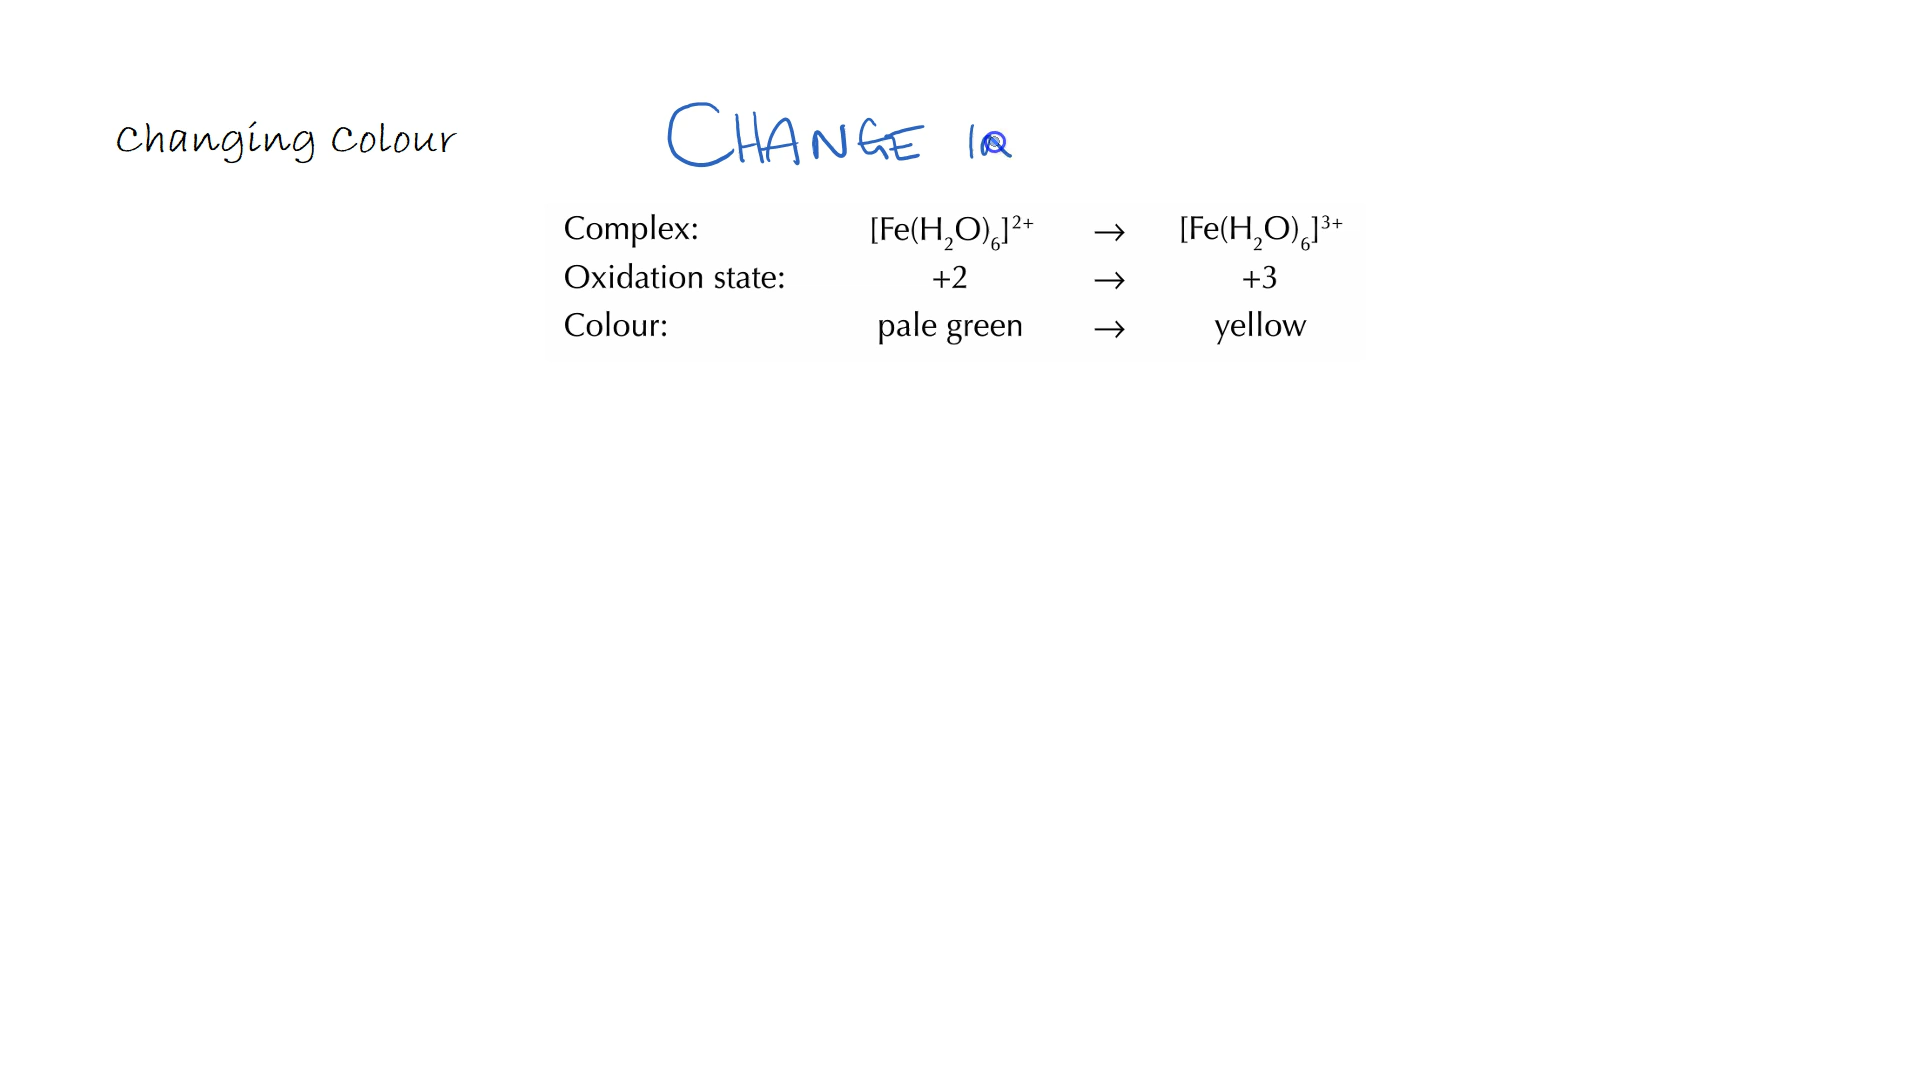 Changing Colour
CHANGE IN
Complex: [Fe(H₂O)₆]²⁺ → [Fe(H₂O)₆]³⁺
Oxidation state: +2 → +3
Colour: pale green → yellow